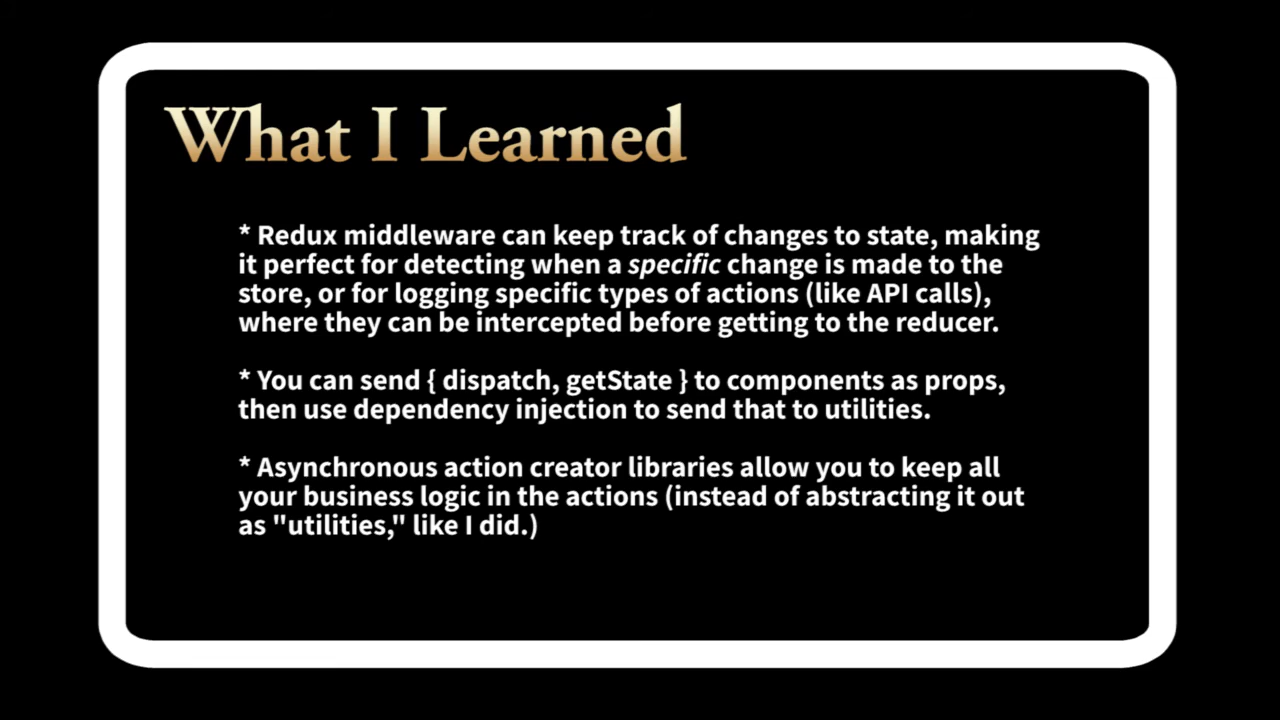 What I Learned
* Redux middleware can keep track of changes to state, making
it perfect for detecting when a specific change is made to the
store, or for logging specific types of actions (like API calls),
where they can be intercepted before getting to the reducer.
* You can send { dispatch, getState } to components as props,
then use dependency injection to send that to utilities.
* Asynchronous action creator libraries allow you to keep all
your business logic in the actions (instead of abstracting it out
as "utilities," like I did.)